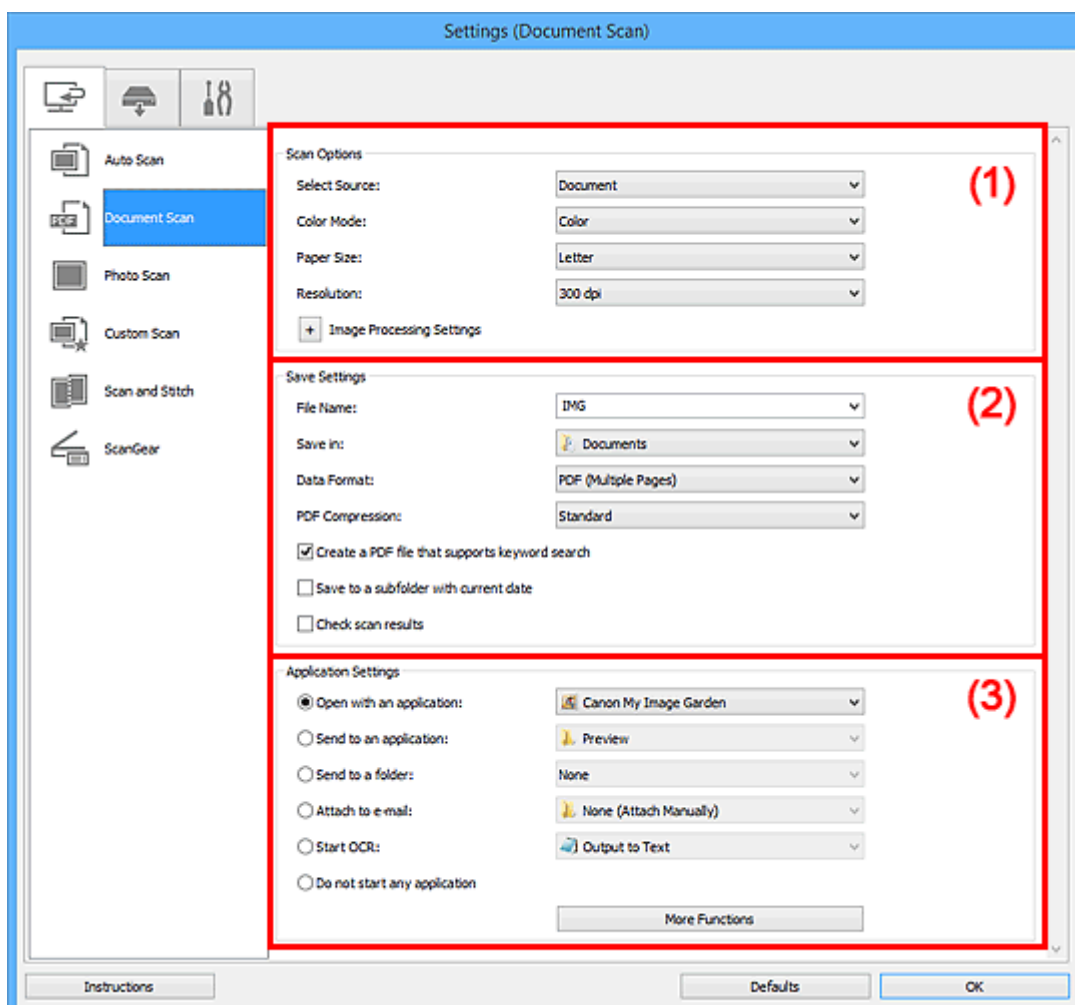 Settings (Document Scan)
Auto Scan
PDF
Document Scan
Photo Scan
Custom Scan
Scan and Stitch
ScanGear
Scan Options
(1)
Select Source: Document
Color Mode: Color
Paper Size: Letter
Resolution: 300 dpi
+ Image Processing Settings
Save Settings
(2)
File Name: IMG
Save in: Documents
Data Format: PDF (Multiple Pages)
PDF Compression: Standard
Create a PDF file that supports keyword search
Save to a subfolder with current date
Check scan results
Application Settings
(3)
Open with an application: Canon My Image Garden
Send to an application: Preview
Send to a folder: None
Attach to e-mail: None (Attach Manually)
Start OCR: Output to Text
Do not start any application
More Functions
Instructions Defaults OK